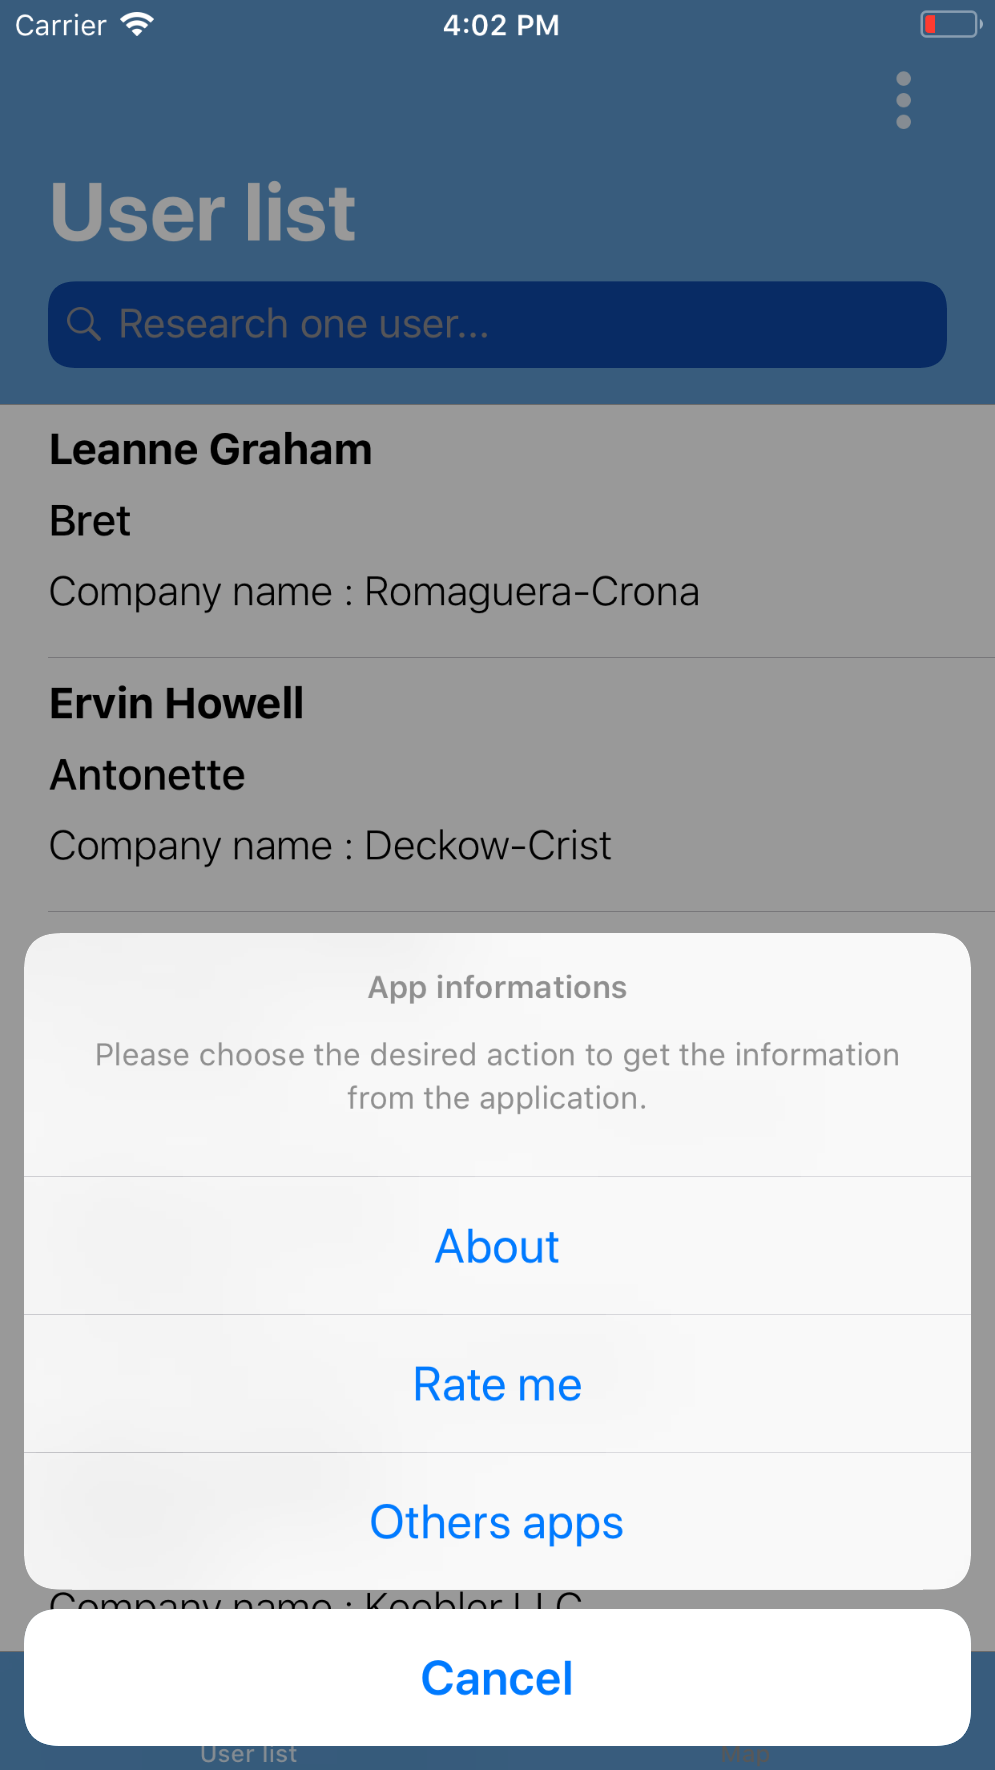 Carrier
4:02 PM
User list
Research one user...
Leanne Graham
Bret
Company name : Romaguera-Crona
Ervin Howell
Antonette
Company name : Deckow-Crist
App informations
Please choose the desired action to get the information
from the application.
About
Rate me
Others apps
Company name : Keebler LLC
Cancel
User list
Map